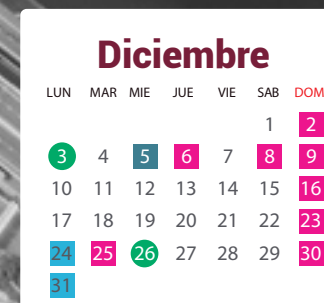 Diciembre
LUN MAR MIE JUE VIE SAB DOM
1 2
3 4 5 6 7 8 9
10 11 12 13 14 15 16
17 18 19 20 21 22 23
24 25 26 27 28 29 30
31